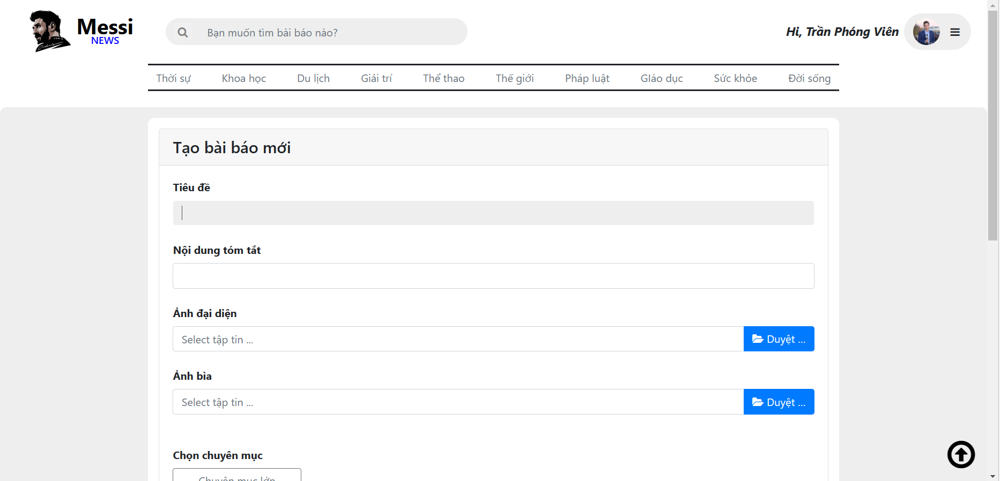 Messi
NEWS
Bạn muốn tìm bài báo nào?
Hi, Trần Phóng Viên
Thời sự Khoa học Du lịch Giải trí Thể thao Thế giới Pháp luật GIáo dục Sức khỏe Đời sống
Tạo bài báo mới
Tiêu đề
Nội dung tóm tắt
Ảnh đại diện
Select tập tin ... Duyệt ...
Ảnh bìa
Select tập tin ... Duyệt ...
Chọn chuyên mục
Chuyên mục lớn